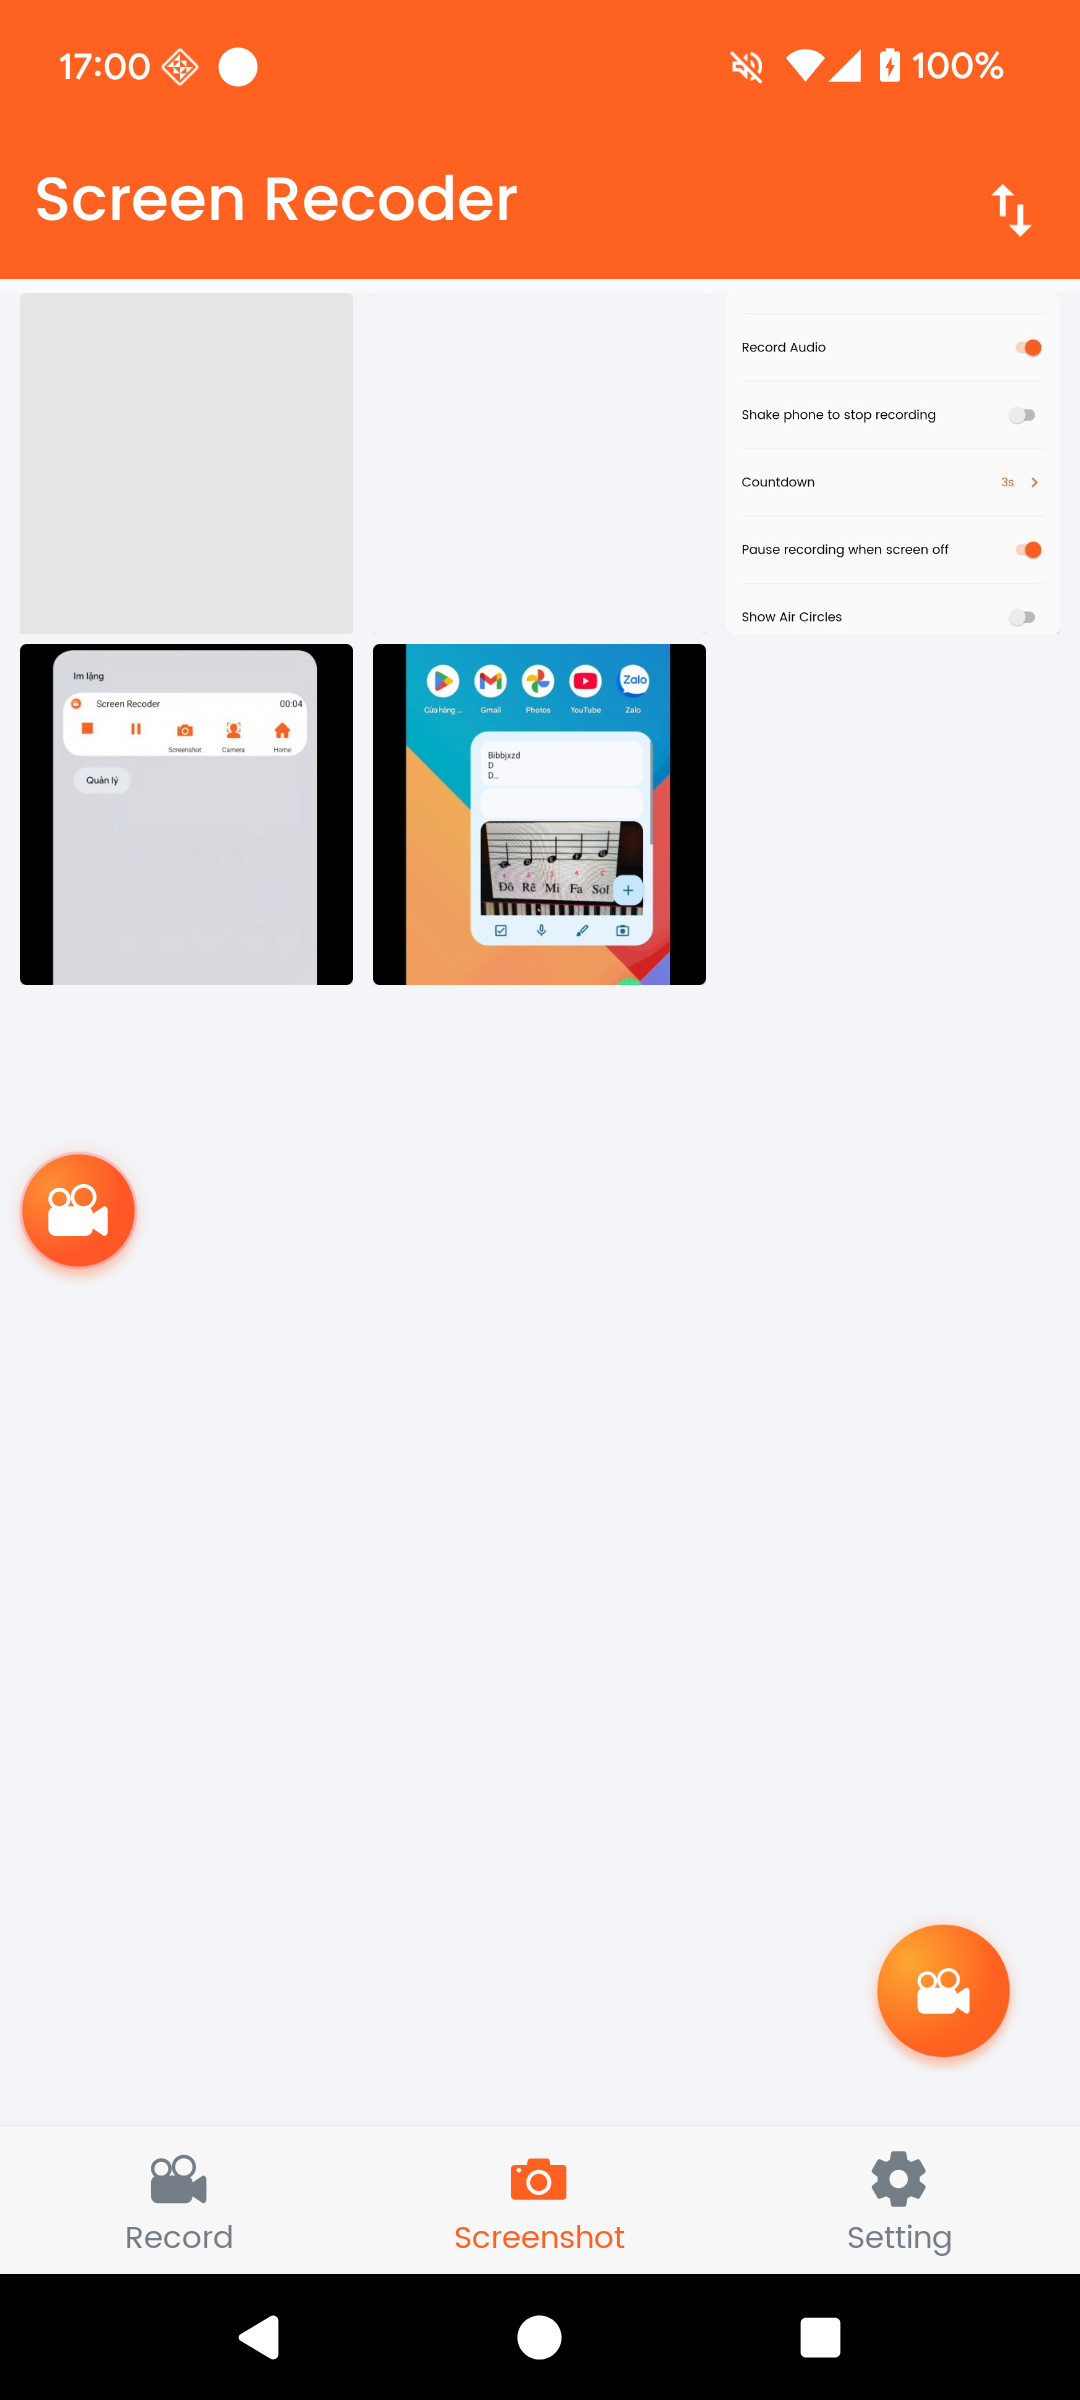 17:00
100%
Screen Recoder
Record Audio
Shake phone to stop recording
Countdown 3s
Pause recording when screen off
Show Air Circles
Im lặng
Screen Recoder 00:04
Screenshot Camera Home
Quản lý
Cửa hàng ... Gmail Photos YouTube Zalo
Zalo
Bibbjxzd
D
D...
Đô Rê Mi Fa Sol
Record Screenshot Setting